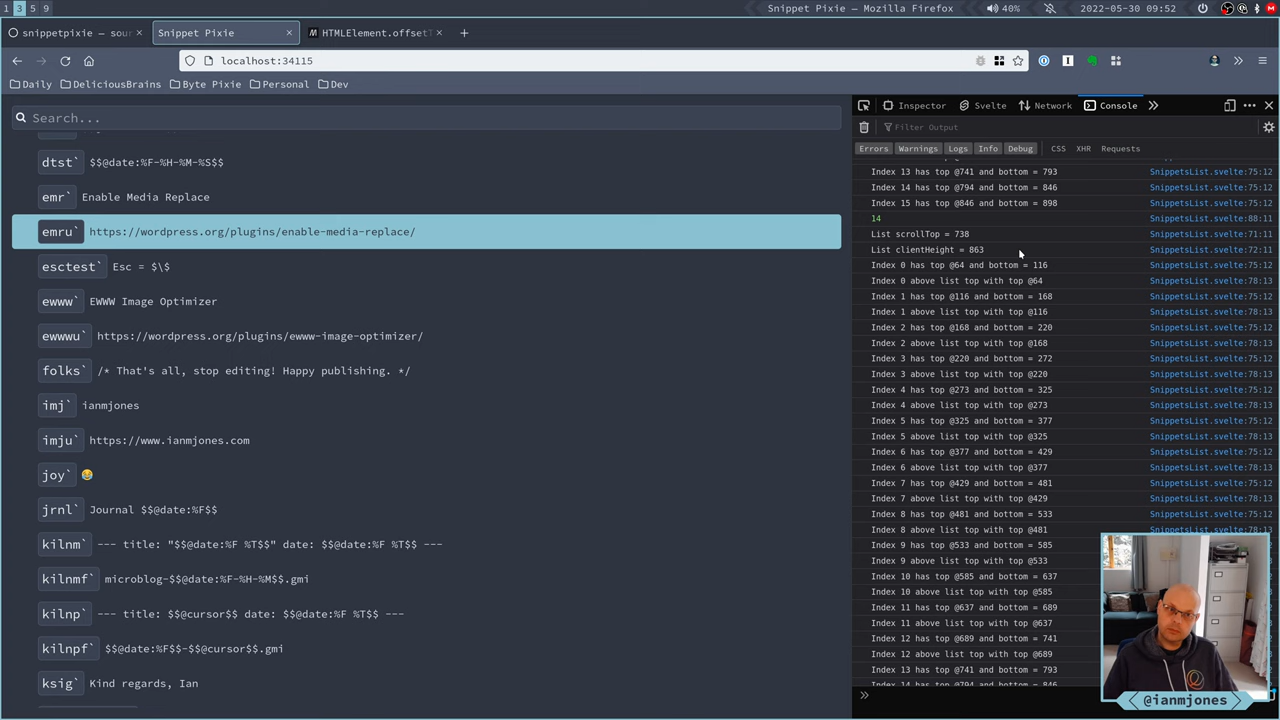 1 3 5 9
Snippet Pixie — Mozilla Firefox
40%
2022-05-30 09:52
snippetpixie — sour
Snippet Pixie
HTMLElement.offsetT
localhost:34115
Daily
DeliciousBrains
Byte Pixie
Personal
Dev
Search...
dtst` $$@date:%F-%H-%M-%S$$
emr` Enable Media Replace
emru` https://wordpress.org/plugins/enable-media-replace/
esctest` Esc = $\$
ewww` EWWW Image Optimizer
ewwwu` https://wordpress.org/plugins/ewww-image-optimizer/
folks` /* That's all, stop editing! Happy publishing. */
imj` ianmjones
imju` https://www.ianmjones.com
joy` 😂
jrnl` Journal $$@date:%F$$
kilnm` --- title: "$$@date:%F %T$$" date: $$@date:%F %T$$ ---
kilnmf` microblog-$$@date:%F-%H-%M$$.gmi
kilnp` --- title: $$@cursor$$ date: $$@date:%F %T$$ ---
kilnpf` $$@date:%F$$-$$@cursor$$.gmi
ksig` Kind regards, Ian
Inspector
Svelte
Network
Console
Filter Output
Errors Warnings Logs Info Debug CSS XHR Requests
Index 13 has top @741 and bottom = 793 SnippetsList.svelte:75:12
Index 14 has top @794 and bottom = 846 SnippetsList.svelte:75:12
Index 15 has top @846 and bottom = 898 SnippetsList.svelte:75:12
14 SnippetsList.svelte:88:11
List scrollTop = 738 SnippetsList.svelte:71:11
List clientHeight = 863 SnippetsList.svelte:72:11
Index 0 has top @64 and bottom = 116 SnippetsList.svelte:75:12
Index 0 above list top with top @64 SnippetsList.svelte:78:13
Index 1 has top @116 and bottom = 168 SnippetsList.svelte:75:12
Index 1 above list top with top @116 SnippetsList.svelte:78:13
Index 2 has top @168 and bottom = 220 SnippetsList.svelte:75:12
Index 2 above list top with top @168 SnippetsList.svelte:78:13
Index 3 has top @220 and bottom = 272 SnippetsList.svelte:75:12
Index 3 above list top with top @220 SnippetsList.svelte:78:13
Index 4 has top @273 and bottom = 325 SnippetsList.svelte:75:12
Index 4 above list top with top @273 SnippetsList.svelte:78:13
Index 5 has top @325 and bottom = 377 SnippetsList.svelte:75:12
Index 5 above list top with top @325 SnippetsList.svelte:78:13
Index 6 has top @377 and bottom = 429 SnippetsList.svelte:75:12
Index 6 above list top with top @377 SnippetsList.svelte:78:13
Index 7 has top @429 and bottom = 481 SnippetsList.svelte:75:12
Index 7 above list top with top @429 SnippetsList.svelte:78:13
Index 8 has top @481 and bottom = 533 SnippetsList.svelte:75:12
Index 8 above list top with top @481 SnippetsList.svelte:78:13
Index 9 has top @533 and bottom = 585
Index 9 above list top with top @533
Index 10 has top @585 and bottom = 637
Index 10 above list top with top @585
Index 11 has top @637 and bottom = 689
Index 11 above list top with top @637
Index 12 has top @689 and bottom = 741
Index 12 above list top with top @689
Index 13 has top @741 and bottom = 793
Index 14 has top @794 and bottom = 846
@ianmjones